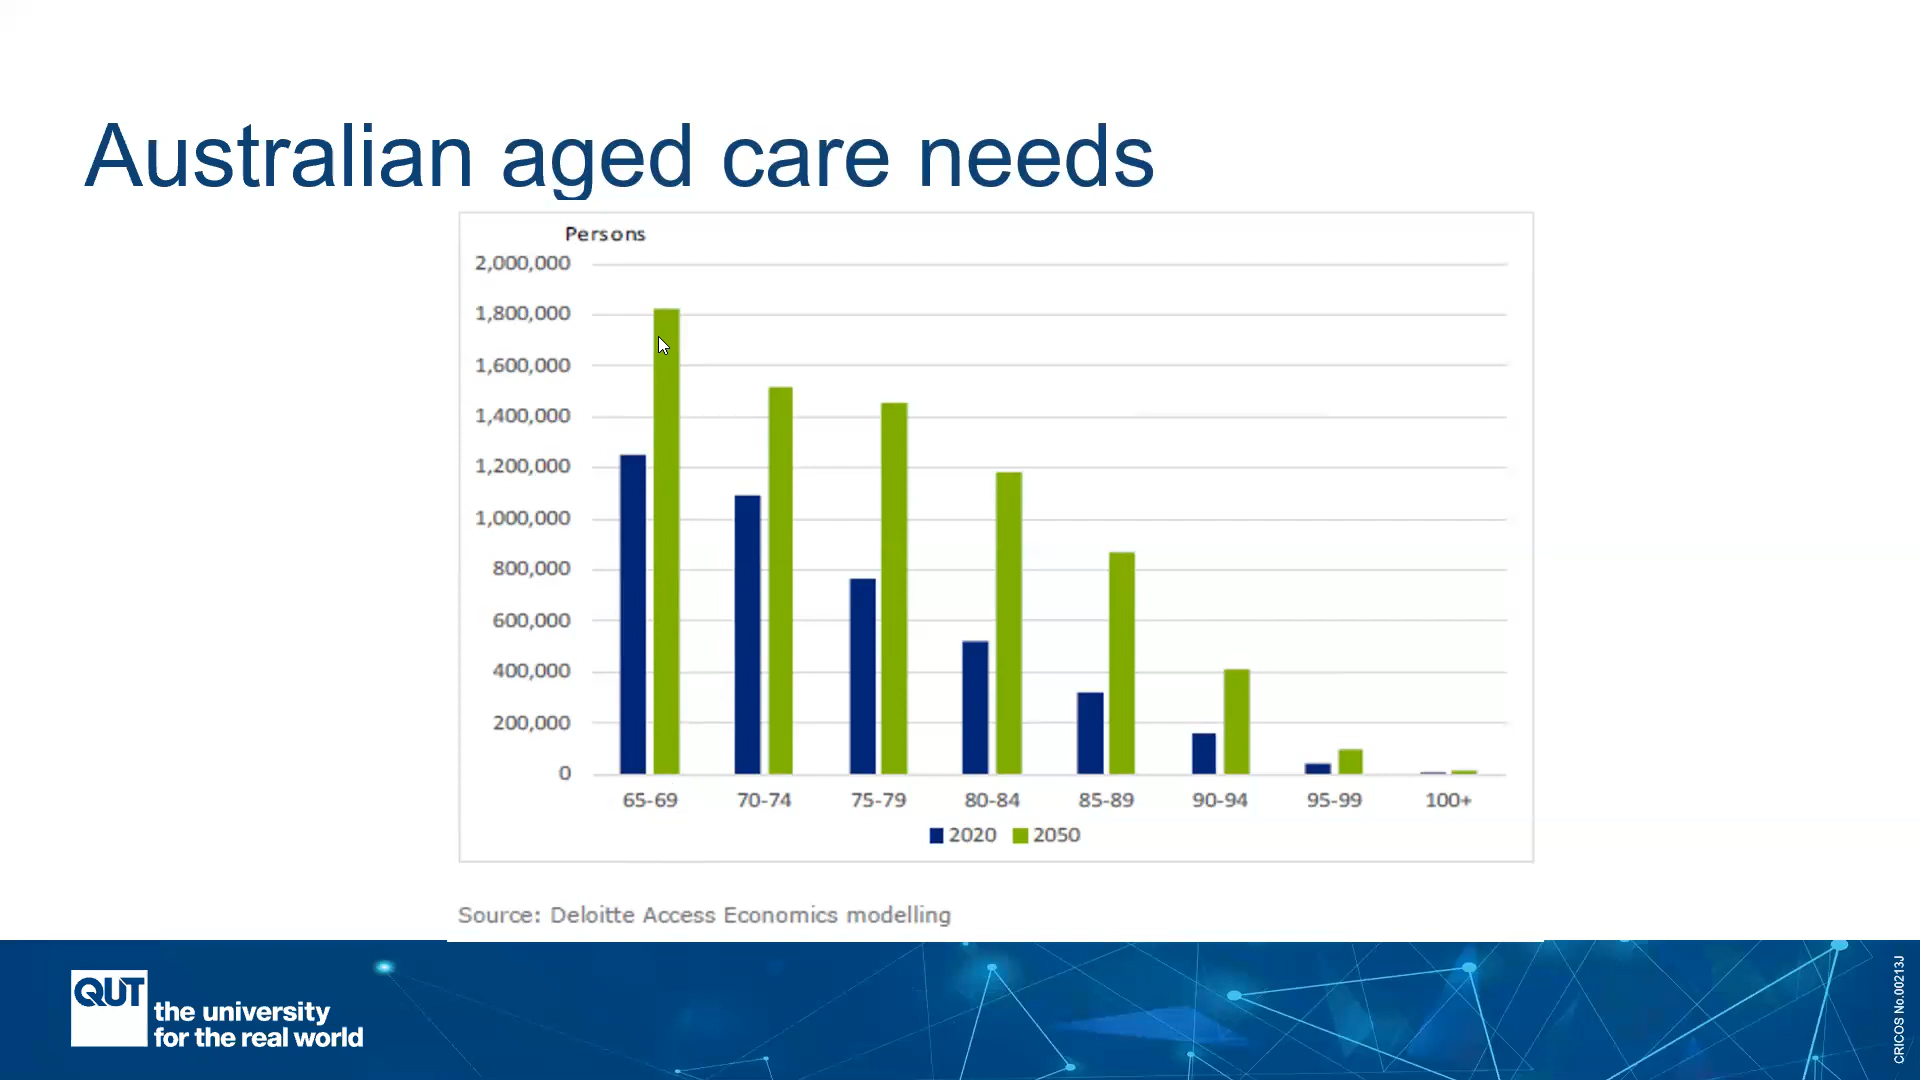 Australian aged care needs
Persons
2,000,000
1,800,000
1,600,000
1,400,000
1,200,000
1,000,000
800,000
600,000
400,000
200,000
0
65-69 70-74 75-79 80-84 85-89 90-94 95-99 100+
2020 2050
Source: Deloitte Access Economics modelling
QUT
the university
for the real world
CRICOS No.00213J